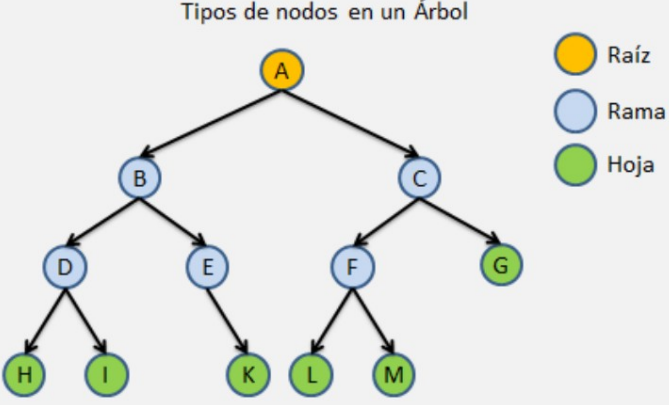 Tipos de nodos en un Árbol
A
Raíz
Rama
B
C
Hoja
D
E
F
G
H
I
K
L
M